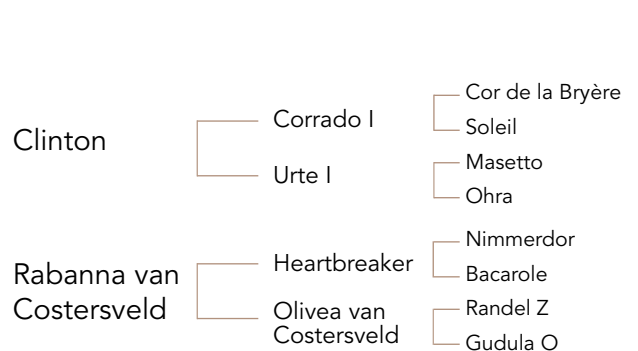 Clinton
Corrado I
Urte I
Cor de la Bryère
Soleil
Masetto
Ohra
Rabanna van
Costersveld
Heartbreaker
Olivea van
Costersveld
Nimmerdor
Bacarole
Randel Z
Gudula O